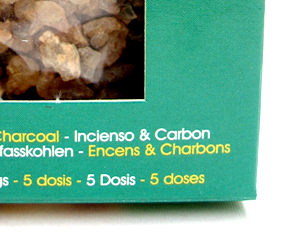 Charcoal - Incienso & Carbon
fasskohlen - Encens & Charbons
gs - 5 dosis - 5 Dosis - 5 doses